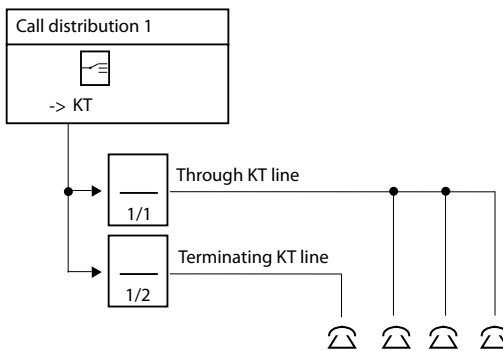 Call distribution 1
-> KT
Through KT line
1/1
Terminating KT line
1/2